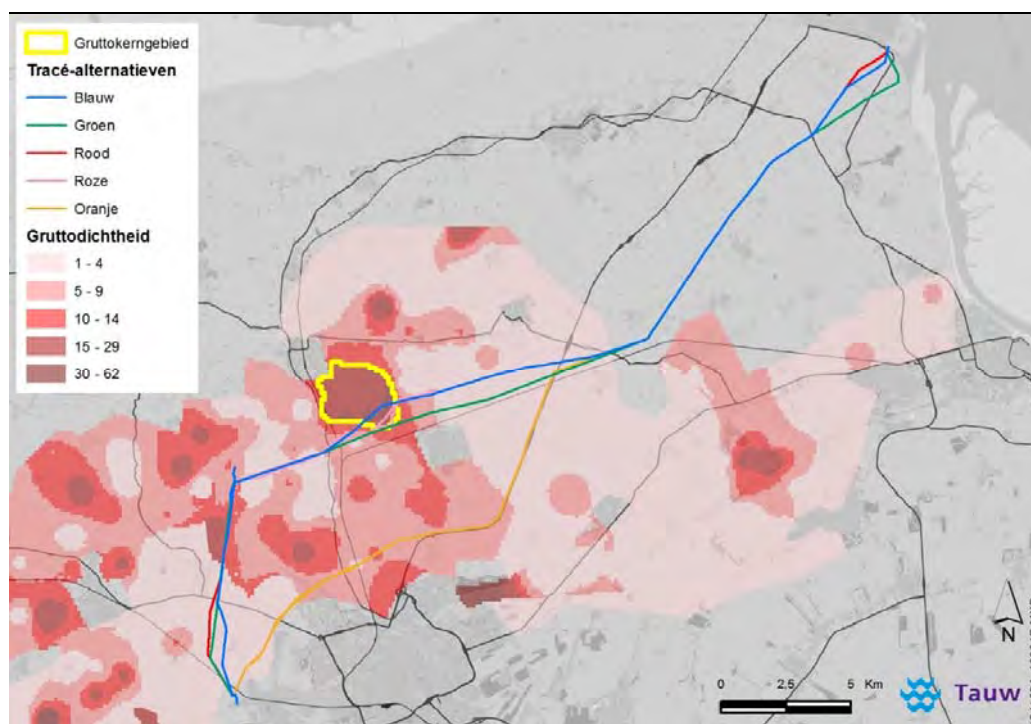 Gruttokerngebied
Tracé-alternatieven
Blauw
Groen
Rood
Roze
Oranje
Gruttodichtheid
1 - 4
5 - 9
10 - 14
15 - 29
30 - 62
N
0 2.5 5 Km
Tauw